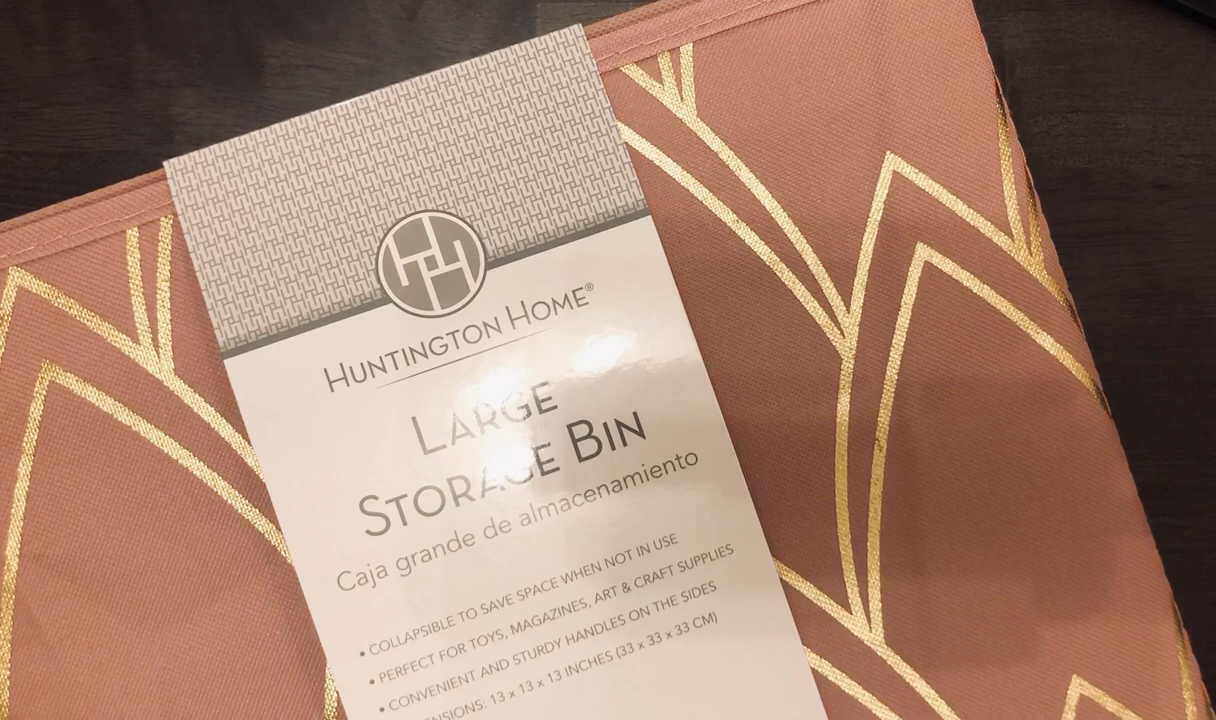 HUNTINGTON HOME®
LARGE
STORAGE BIN
Caja grande de almacenamiento
• COLLAPSIBLE TO SAVE SPACE WHEN NOT IN USE
• PERFECT FOR TOYS, MAGAZINES, ART & CRAFT SUPPLIES
• CONVENIENT AND STURDY HANDLES ON THE SIDES
13 x 13 x 13 INCHES (33 x 33 x 33 CM)